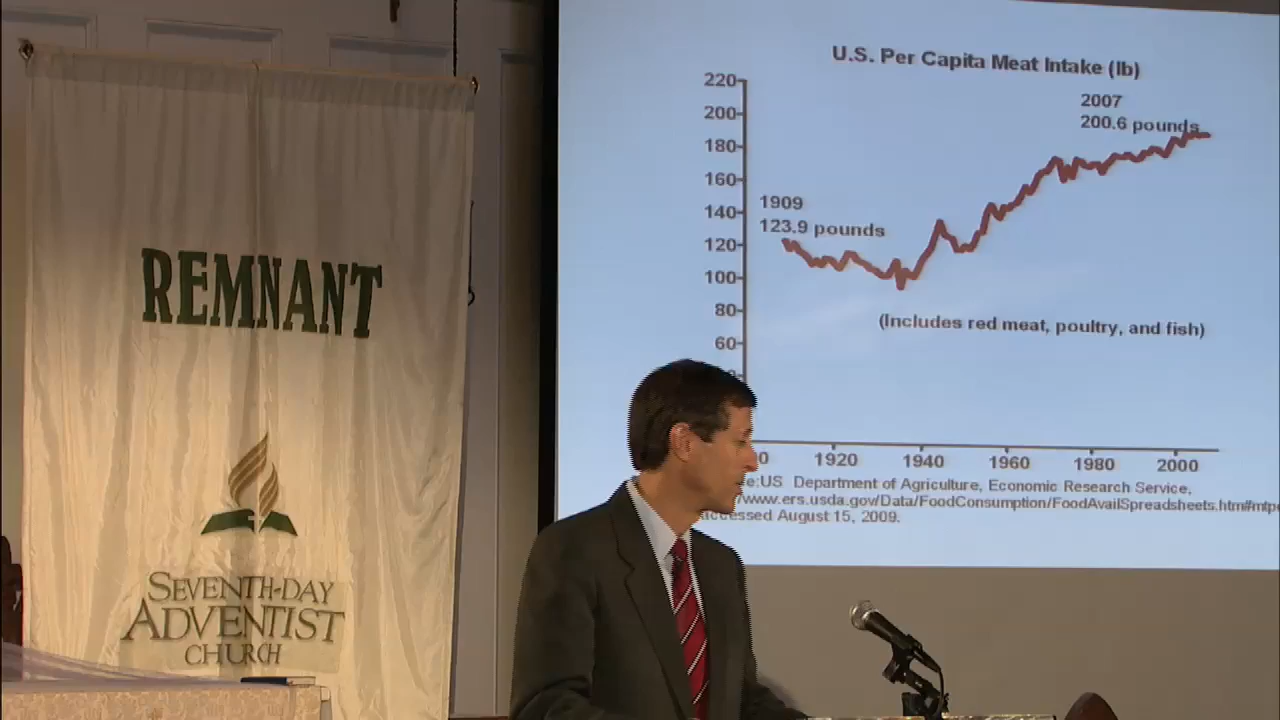 REMNANT
SEVENTH-DAY
ADVENTIST
CHURCH
U.S. Per Capita Meat Intake (lb)
220
200
180
160
140
120
100
80
60
2007
200.6 pounds
1909
123.9 pounds
(Includes red meat, poultry, and fish)
1920 1940 1960 1980 2000
US Department of Agriculture, Economic Research Service,
/www.ers.usda.gov/Data/FoodConsumption/FoodAvailSpreadsheets.htm#mtp
accessed August 15, 2009.